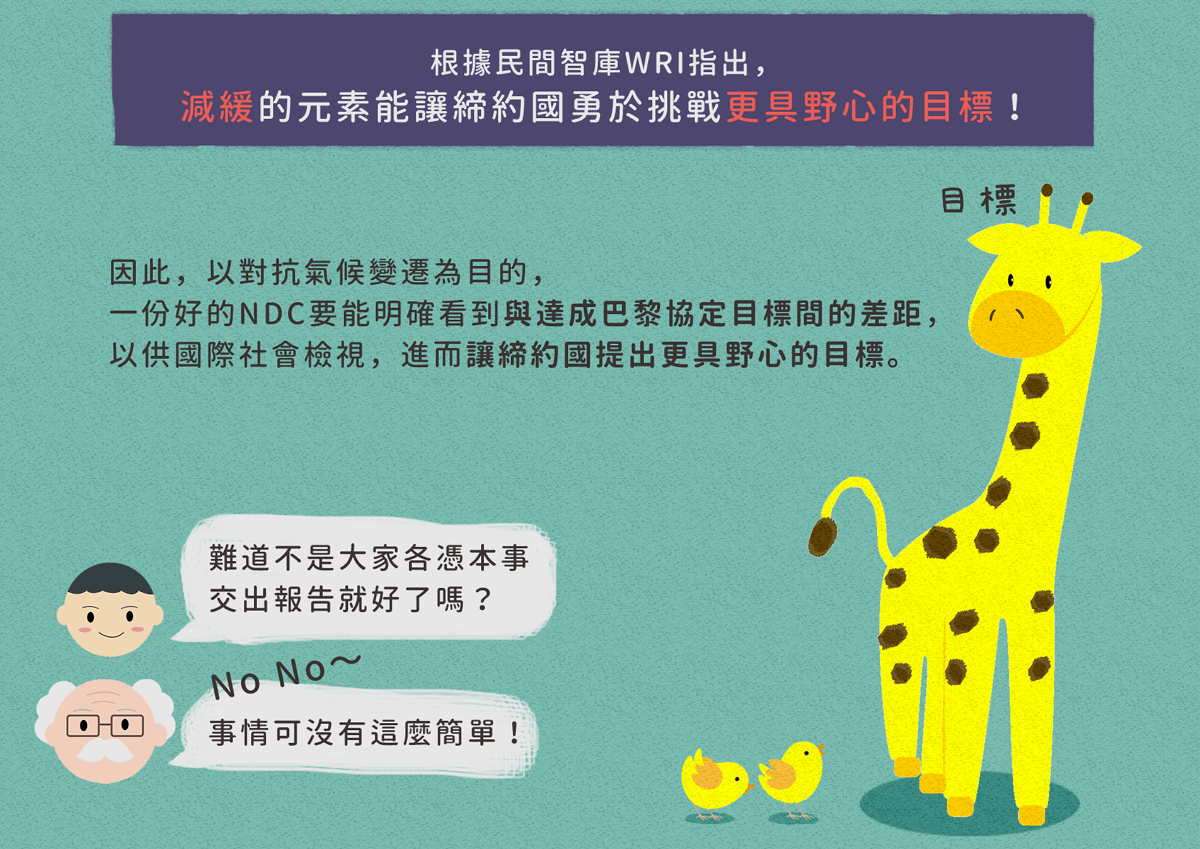 根據民間智庫WRI指出，
減緩的元素能讓締約國勇於挑戰更具野心的目標！
目標
因此，以對抗氣候變遷為目的，
一份好的NDC要能明確看到與達成巴黎協定目標間的差距，
以供國際社會檢視，進而讓締約國提出更具野心的目標。
難道不是大家各憑本事
交出報告就好了嗎？
No No～
事情可沒有這麼簡單！